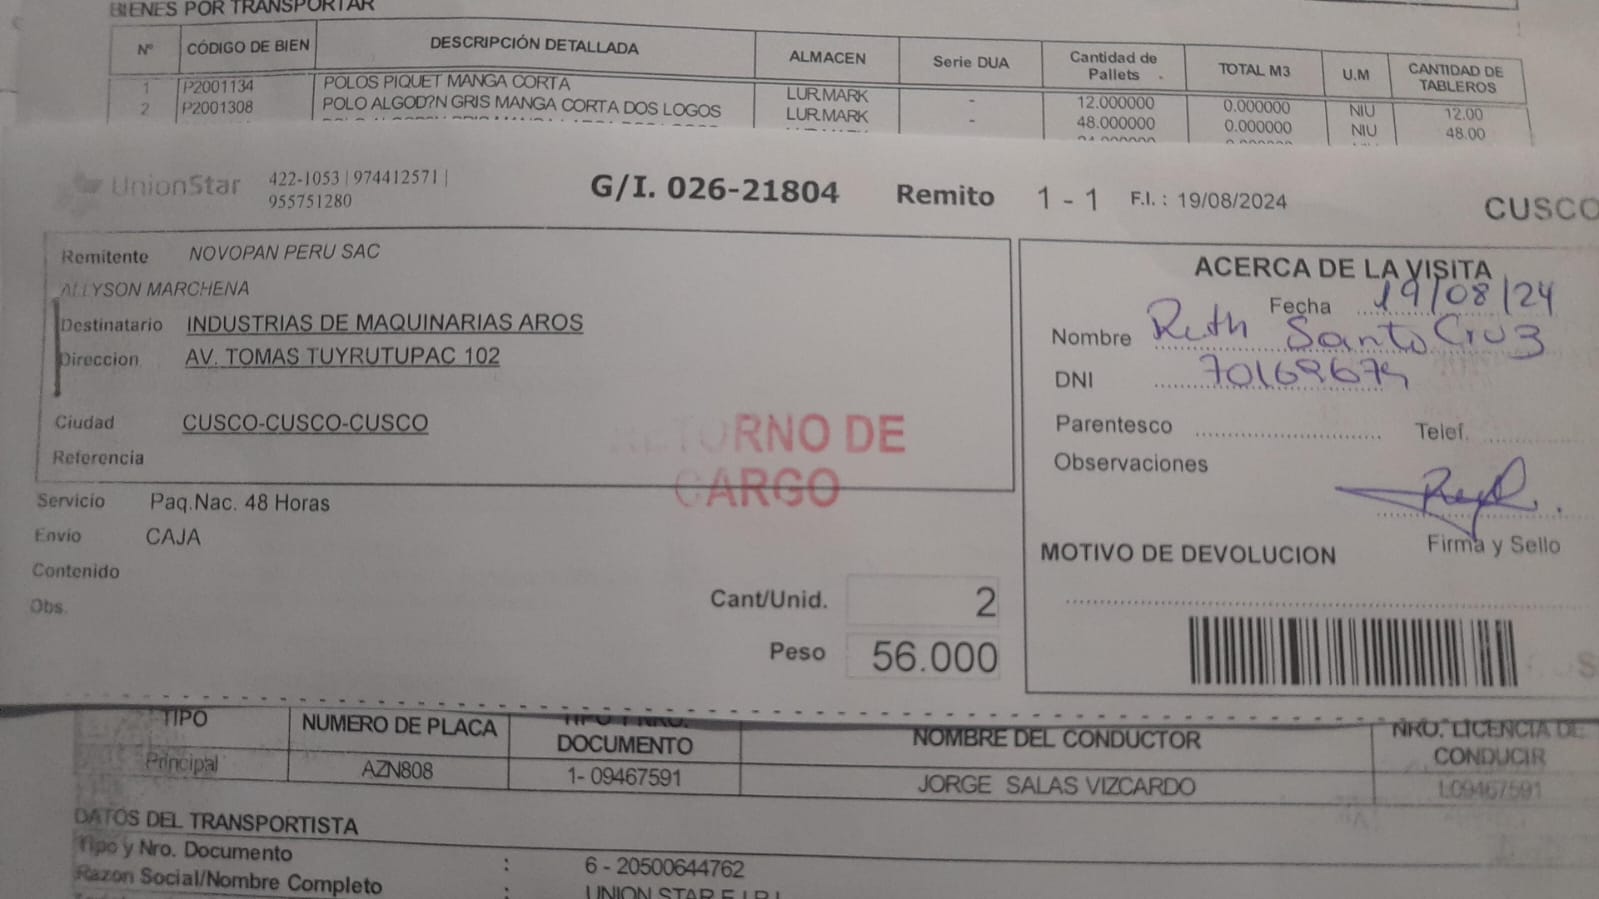 BIENES POR TRANSPORTAR
Nº CÓDIGO DE BIEN DESCRIPCIÓN DETALLADA ALMACEN Serie DUA Cantidad de Pallets TOTAL M3 U.M CANTIDAD DE TABLEROS
1 P2001134 POLOS PIQUET MANGA CORTA LUR.MARK - 12.000000 0.000000 NIU 12.00
2 P2001308 POLO ALGOD?N GRIS MANGA CORTA DOS LOGOS LUR.MARK - 48.000000 0.000000 NIU 48.00
UnionStar 422-1053 | 974412571 |
955751280
G/I. 026-21804 Remito 1 - 1 F.I. : 19/08/2024 CUSCO
Remitente NOVOPAN PERU SAC
ALLYSON MARCHENA
Destinatario INDUSTRIAS DE MAQUINARIAS AROS
Direccion AV. TOMAS TUYRUTUPAC 102
Ciudad CUSCO-CUSCO-CUSCO
Referencia
RETORNO DE
CARGO
Servicio Paq.Nac. 48 Horas
Envio CAJA
Contenido
Obs.
Cant/Unid. 2
Peso 56.000
ACERCA DE LA VISITA
Fecha 19/08/24
Nombre Ruth Santo Cruz
DNI
Parentesco Telef.
Observaciones
Firma y Sello
MOTIVO DE DEVOLUCION
TIPO NUMERO DE PLACA TIPO Y NRO. DOCUMENTO NOMBRE DEL CONDUCTOR NRO. LICENCIA DE CONDUCIR
Principal AZN808 1- 09467591 JORGE SALAS VIZCARDO L09467591
DATOS DEL TRANSPORTISTA
Tipo y Nro. Documento : 6 - 20500644762
Razon Social/Nombre Completo : UNION STAR E.I.R.L